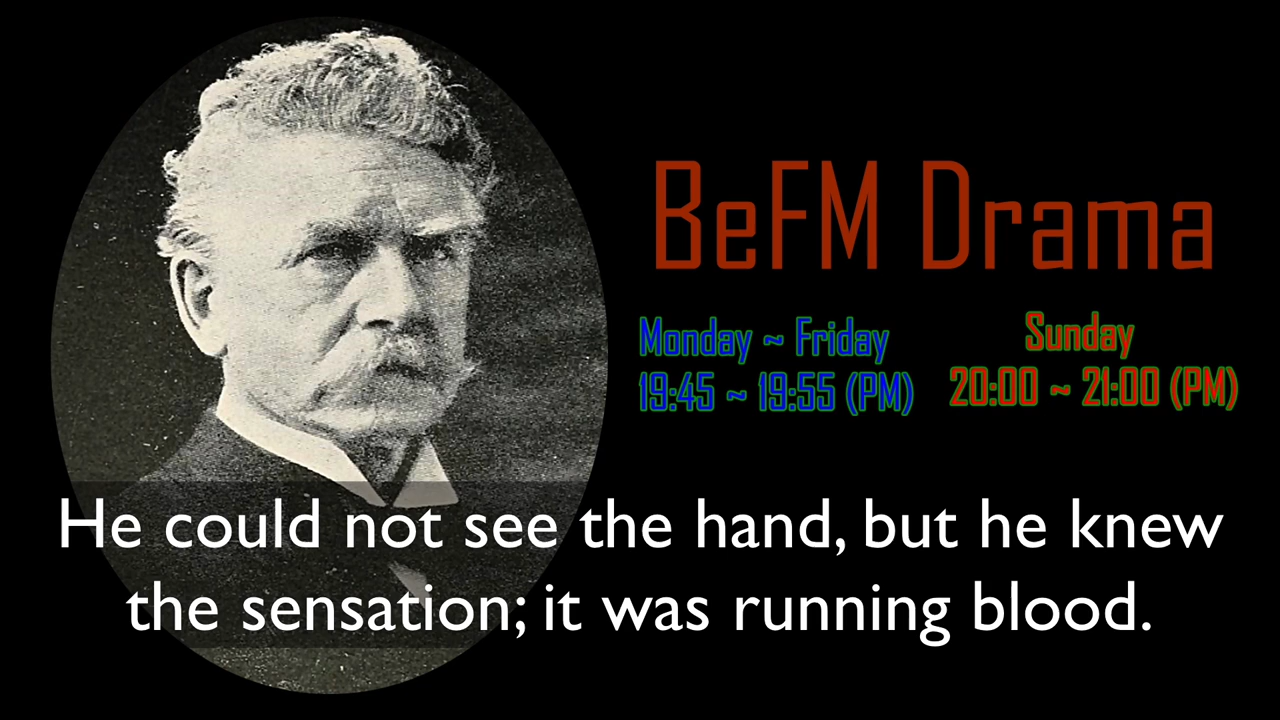 BeFM Drama
Monday ~ Friday
19:45 ~ 19:55 (PM)
Sunday
20:00 ~ 21:00 (PM)
He could not see the hand, but he knew
the sensation; it was running blood.